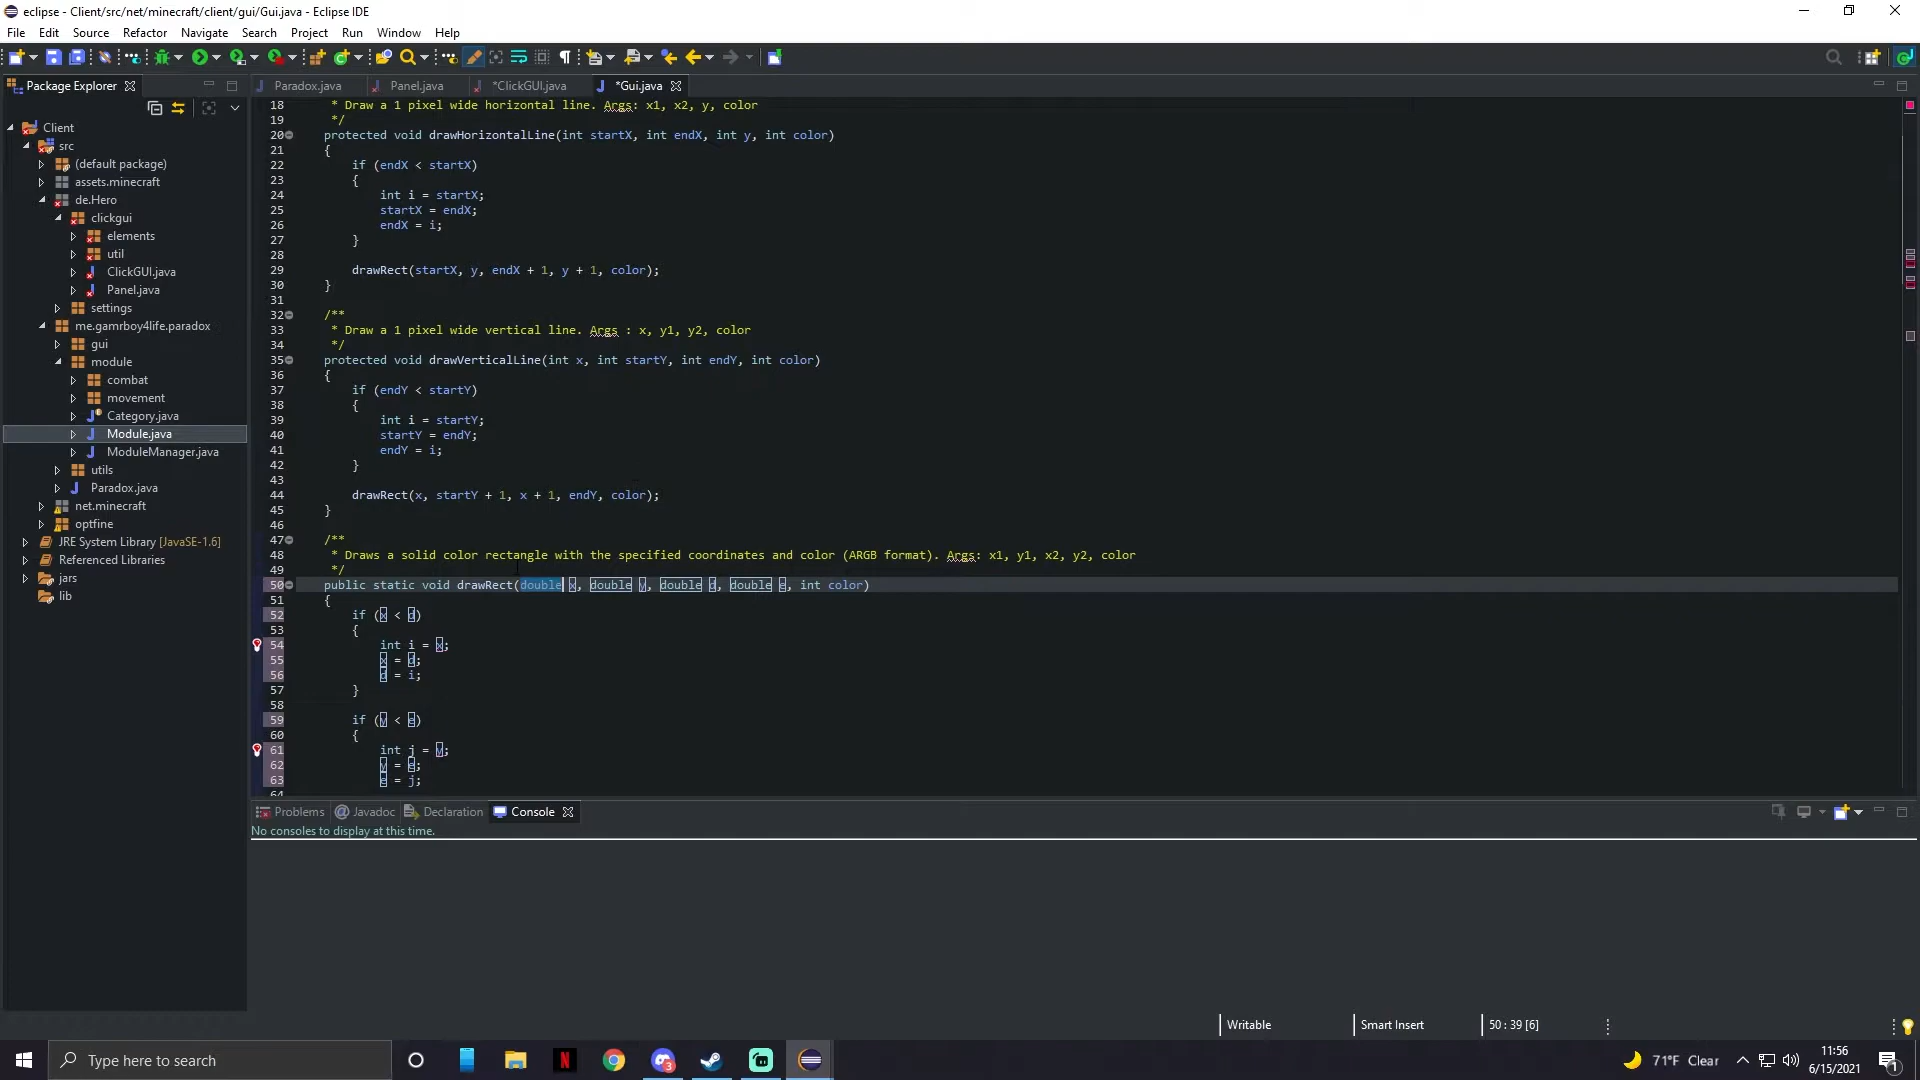 eclipse - Client/src/net/minecraft/client/gui/Gui.java - Eclipse IDE
File Edit Source Refactor Navigate Search Project Run Window Help
Package Explorer
Paradox.java
Panel.java
*ClickGUI.java
*Gui.java
Client
src
(default package)
assets.minecraft
de.Hero
clickgui
elements
util
ClickGUI.java
Panel.java
settings
me.gamrboy4life.paradox
gui
module
combat
movement
Category.java
Module.java
ModuleManager.java
utils
Paradox.java
net.minecraft
optfine
JRE System Library [JavaSE-1.6]
Referenced Libraries
jars
lib
18 * Draw a 1 pixel wide horizontal line. Args: x1, x2, y, color
19 */
20 protected void drawHorizontalLine(int startX, int endX, int y, int color)
21 {
22 if (endX < startX)
23 {
24 int i = startX;
25 startX = endX;
26 endX = i;
27 }
28
29 drawRect(startX, y, endX + 1, y + 1, color);
30 }
31
32 /**
33 * Draw a 1 pixel wide vertical line. Args : x, y1, y2, color
34 */
35 protected void drawVerticalLine(int x, int startY, int endY, int color)
36 {
37 if (endY < startY)
38 {
39 int i = startY;
40 startY = endY;
41 endY = i;
42 }
43
44 drawRect(x, startY + 1, x + 1, endY, color);
45 }
46
47 /**
48 * Draws a solid color rectangle with the specified coordinates and color (ARGB format). Args: x1, y1, x2, y2, color
49 */
50 public static void drawRect(double x, double y, double d, double e, int color)
51 {
52 if (x < d)
53 {
54 int i = x;
55 x = d;
56 d = i;
57 }
58
59 if (y < e)
60 {
61 int j = y;
62 y = e;
63 e = j;
64
Problems Javadoc Declaration Console
No consoles to display at this time.
Writable
Smart Insert
50 : 39 [6]
Type here to search
3
71°F Clear
11:56
6/15/2021
1